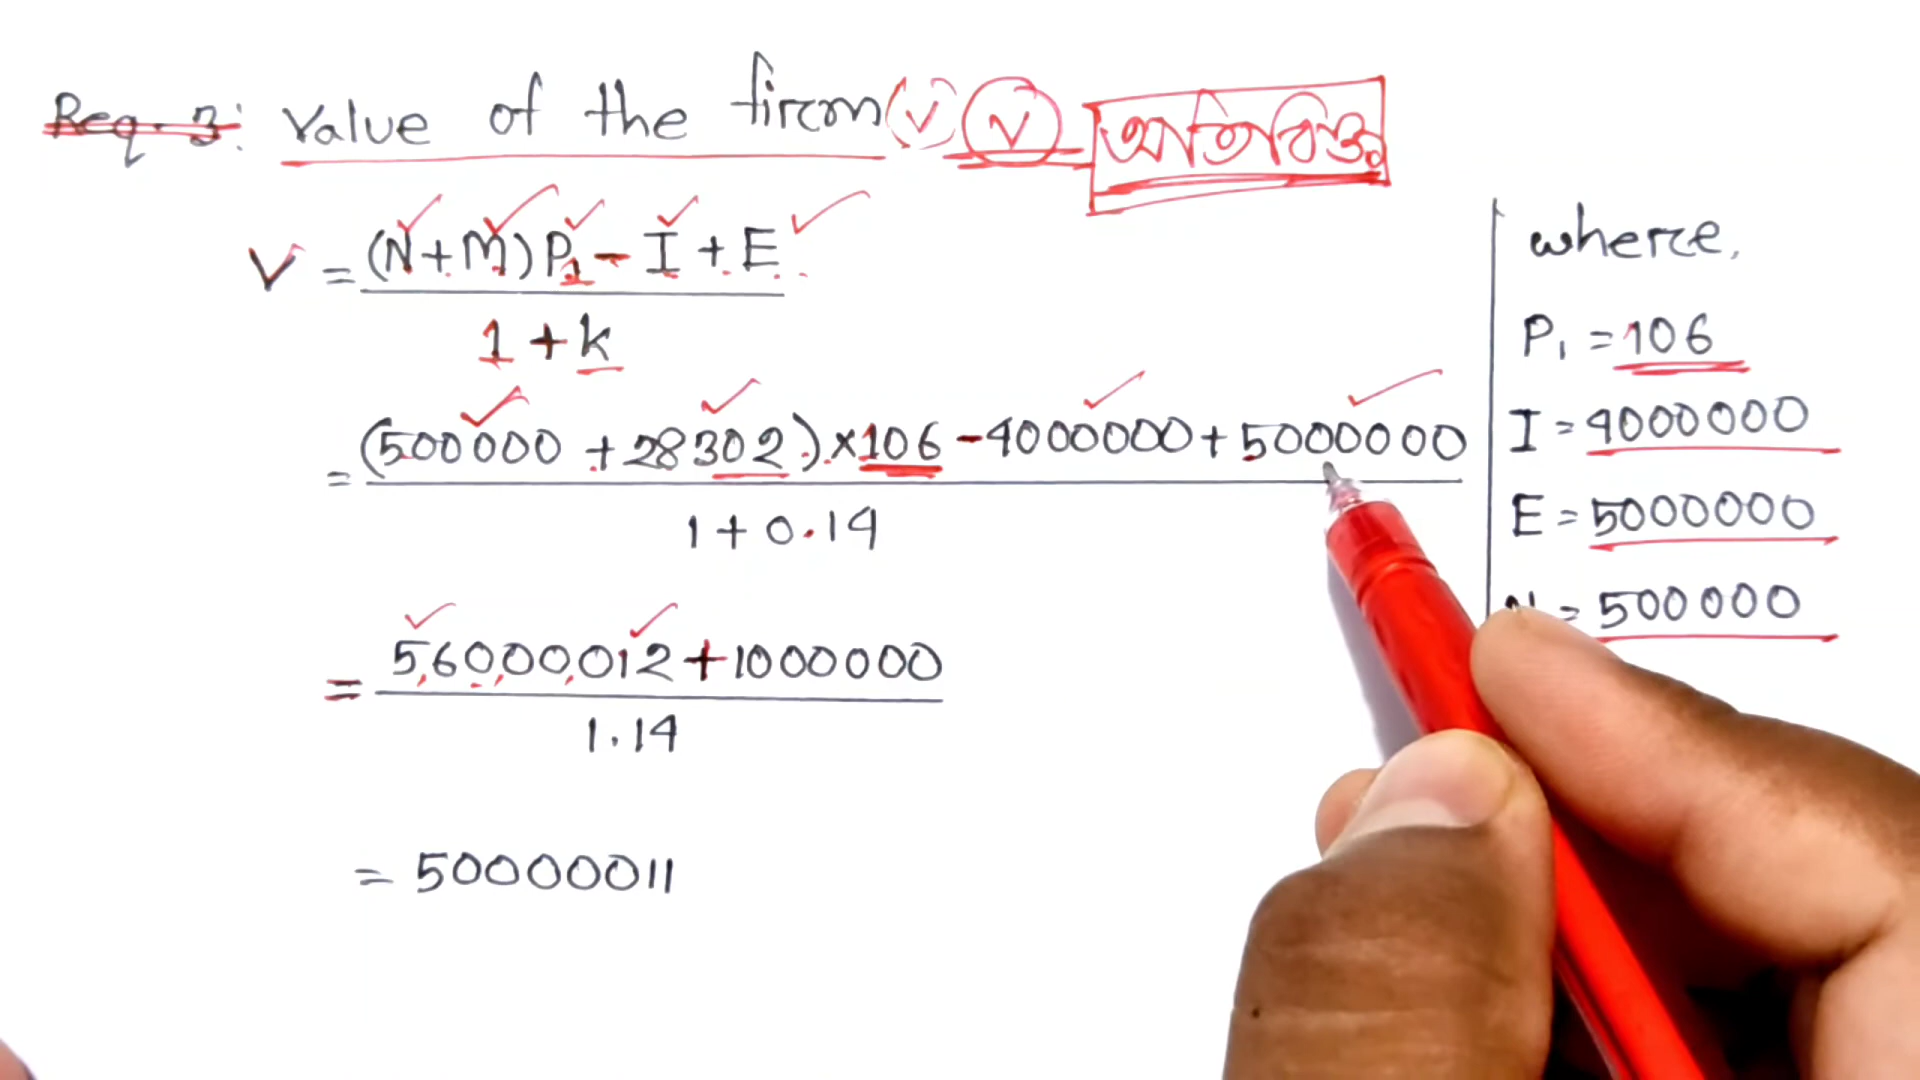 Req-3: Value of the firm (V) V অতিরিক্ত
V = (N+M) P₁ - I + E
1 + k
= (500000 + 28302) × 106 - 4000000 + 5000000
1 + 0.14
= 5,60,00,012 + 1000000
1.14
= 50000011
where,
P₁ = 106
I = 4000000
E = 5000000
N = 500000